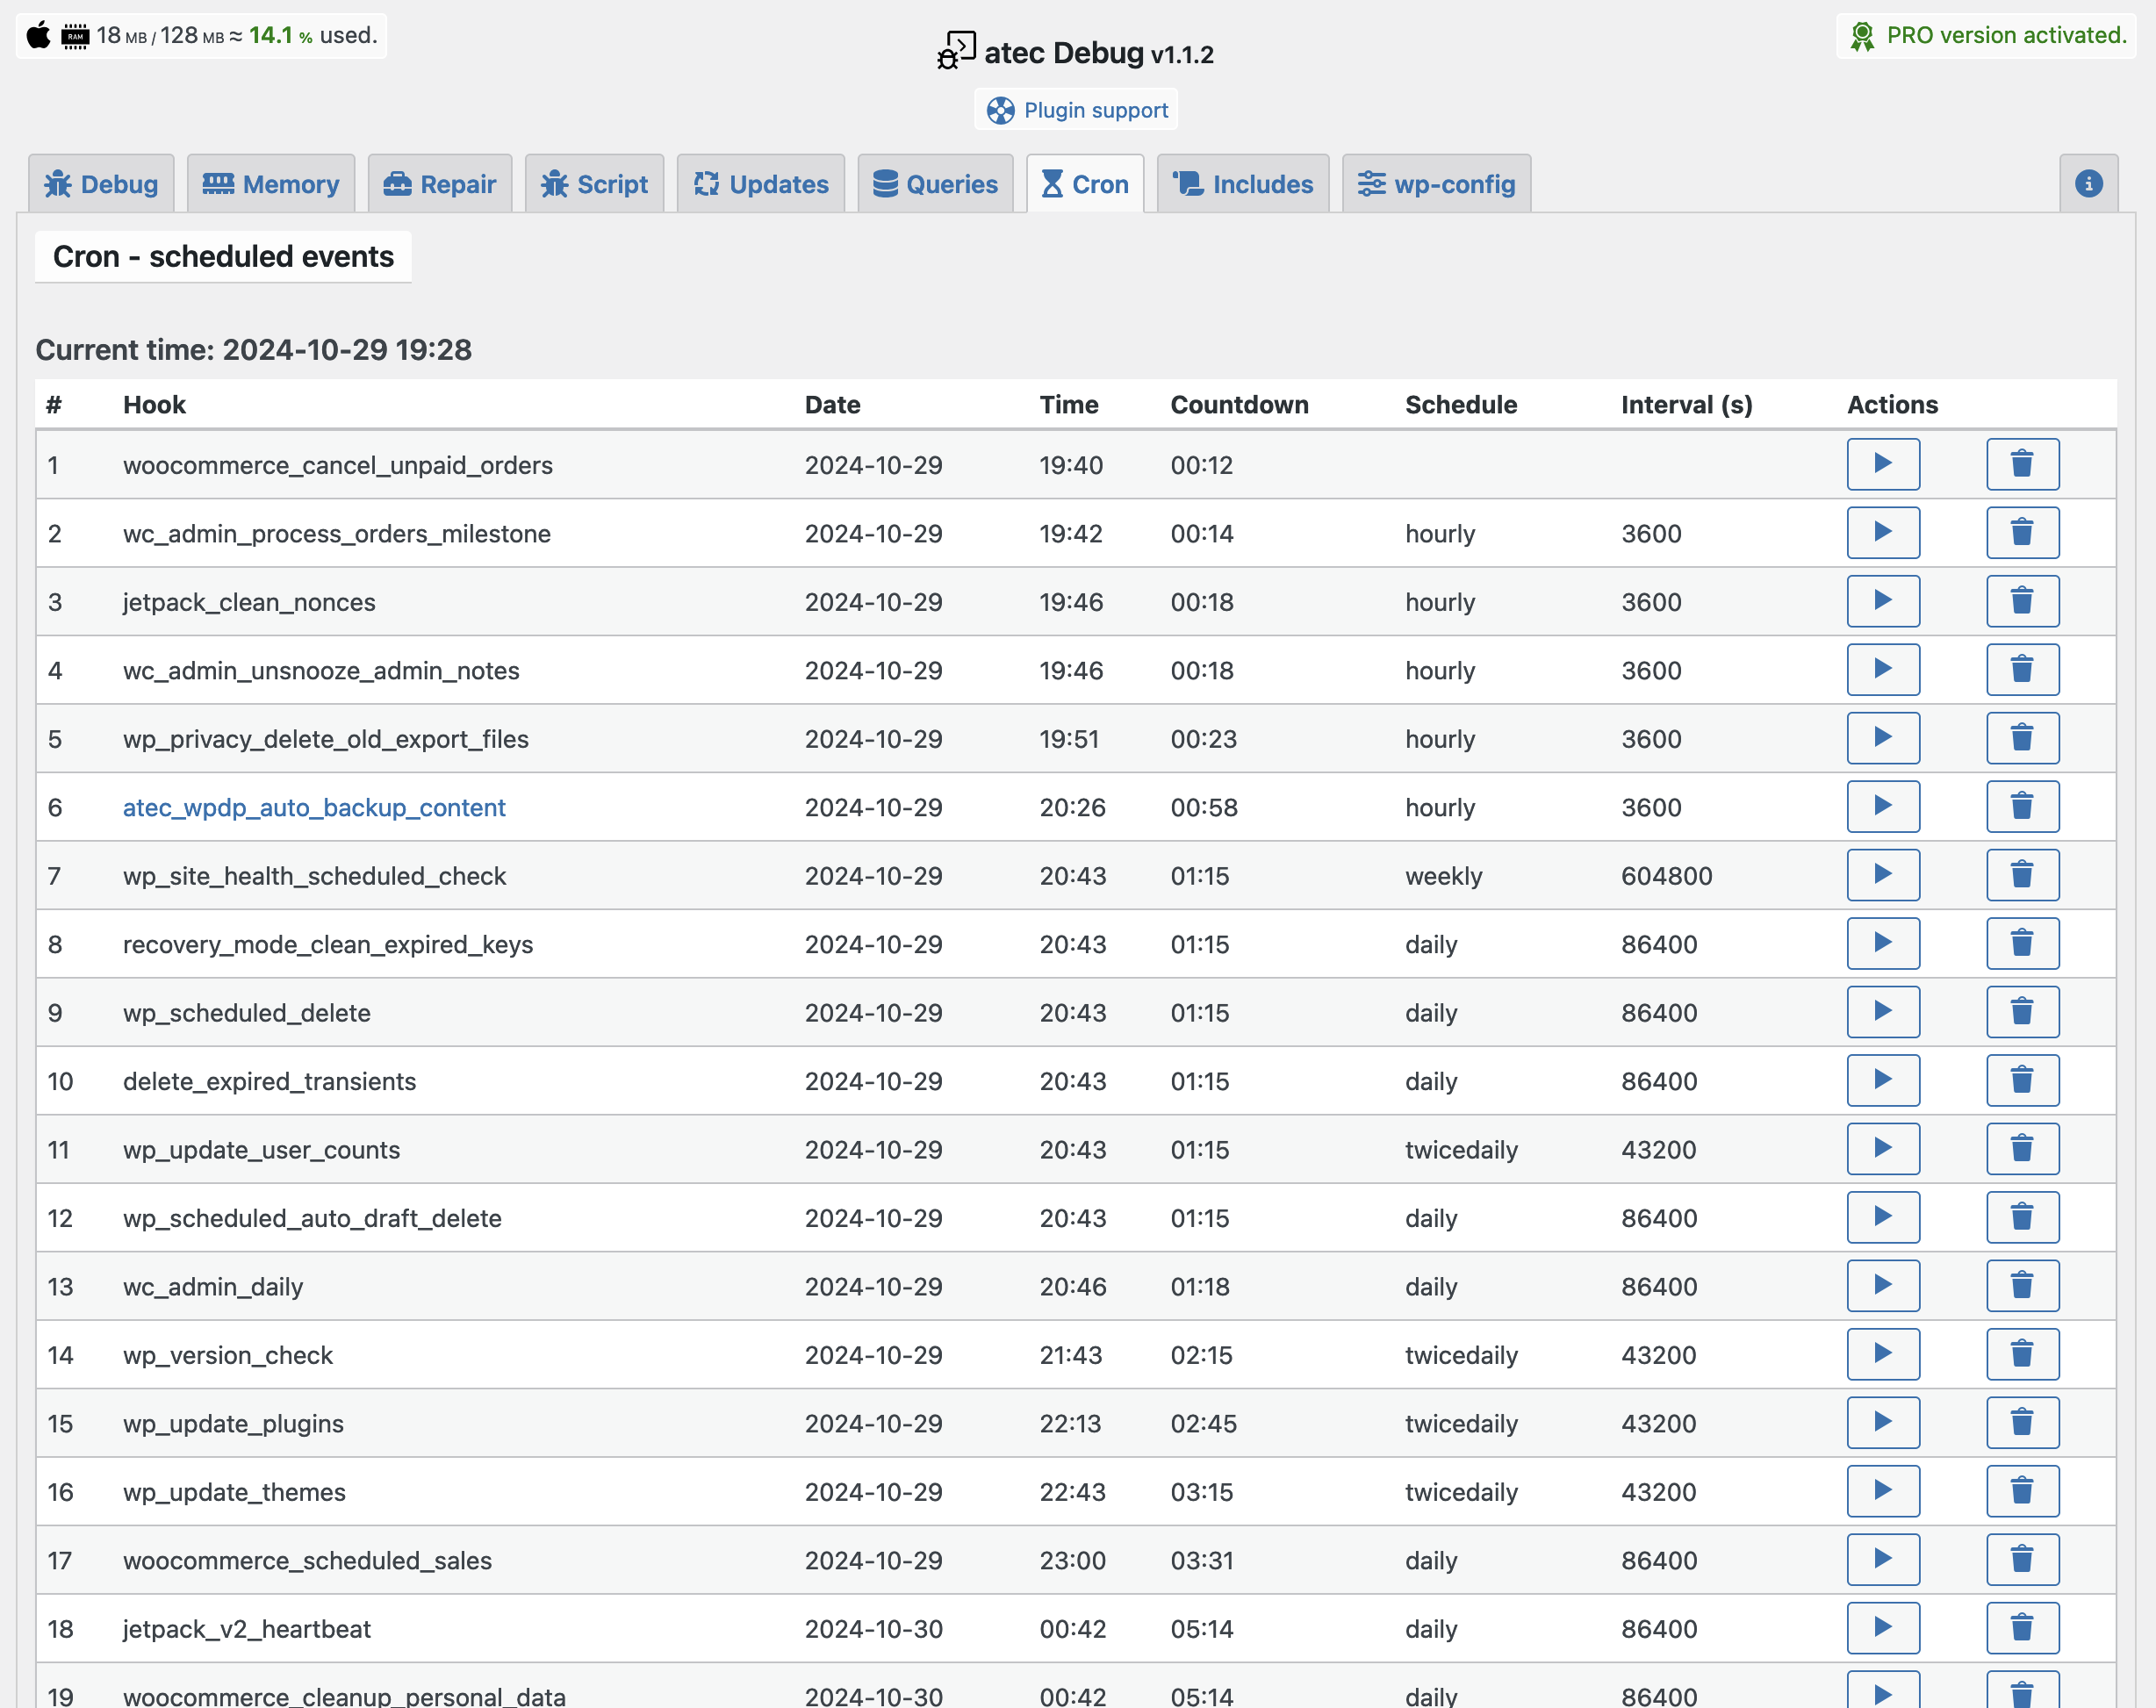 18 MB / 128 MB ≈ 14.1 % used.
atec Debug v1.1.2
PRO version activated.
Plugin support
Debug Memory Repair Script Updates Queries Cron Includes wp-config
Cron - scheduled events
Current time: 2024-10-29 19:28
# Hook Date Time Countdown Schedule Interval (s) Actions
1 woocommerce_cancel_unpaid_orders 2024-10-29 19:40 00:12
2 wc_admin_process_orders_milestone 2024-10-29 19:42 00:14 hourly 3600
3 jetpack_clean_nonces 2024-10-29 19:46 00:18 hourly 3600
4 wc_admin_unsnooze_admin_notes 2024-10-29 19:46 00:18 hourly 3600
5 wp_privacy_delete_old_export_files 2024-10-29 19:51 00:23 hourly 3600
6 atec_wpdp_auto_backup_content 2024-10-29 20:26 00:58 hourly 3600
7 wp_site_health_scheduled_check 2024-10-29 20:43 01:15 weekly 604800
8 recovery_mode_clean_expired_keys 2024-10-29 20:43 01:15 daily 86400
9 wp_scheduled_delete 2024-10-29 20:43 01:15 daily 86400
10 delete_expired_transients 2024-10-29 20:43 01:15 daily 86400
11 wp_update_user_counts 2024-10-29 20:43 01:15 twicedaily 43200
12 wp_scheduled_auto_draft_delete 2024-10-29 20:43 01:15 daily 86400
13 wc_admin_daily 2024-10-29 20:46 01:18 daily 86400
14 wp_version_check 2024-10-29 21:43 02:15 twicedaily 43200
15 wp_update_plugins 2024-10-29 22:13 02:45 twicedaily 43200
16 wp_update_themes 2024-10-29 22:43 03:15 twicedaily 43200
17 woocommerce_scheduled_sales 2024-10-29 23:00 03:31 daily 86400
18 jetpack_v2_heartbeat 2024-10-30 00:42 05:14 daily 86400
19 woocommerce_cleanup_personal_data 2024-10-30 00:42 05:14 daily 86400